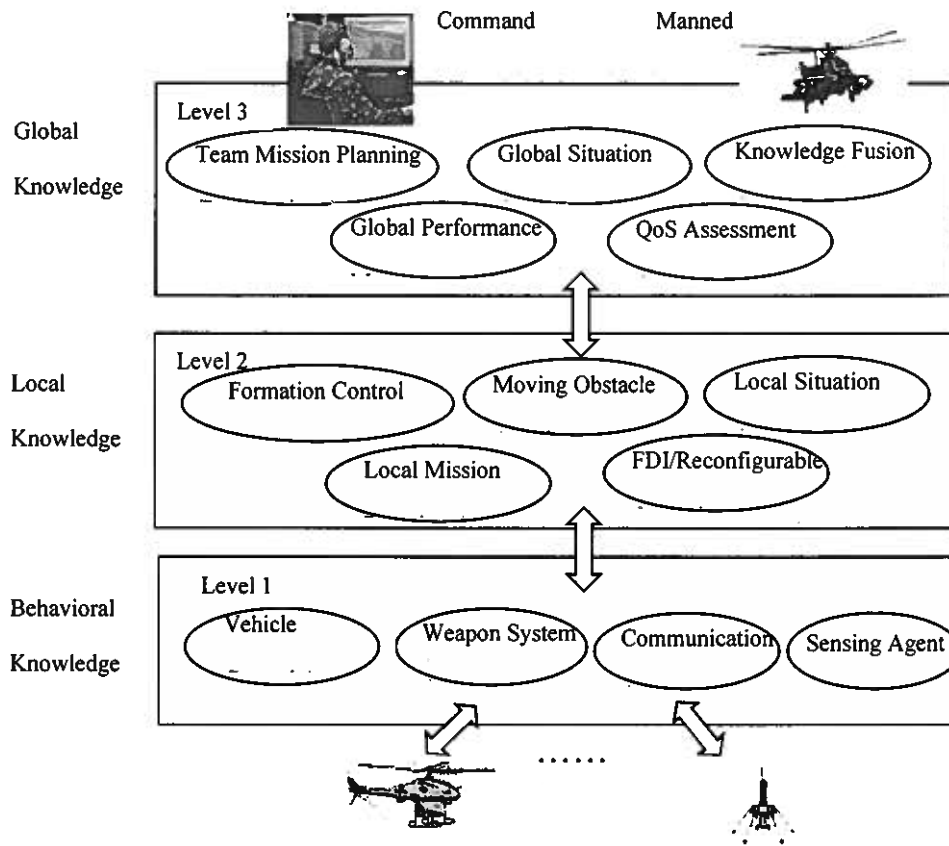 Command Manned
Level 3
Global
Knowledge
Team Mission Planning
Global Situation
Knowledge Fusion
Global Performance
QoS Assessment
Level 2
Local
Knowledge
Formation Control
Moving Obstacle
Local Situation
Local Mission
FDI/Reconfigurable
Level 1
Behavioral
Knowledge
Vehicle
Weapon System
Communication
Sensing Agent
......